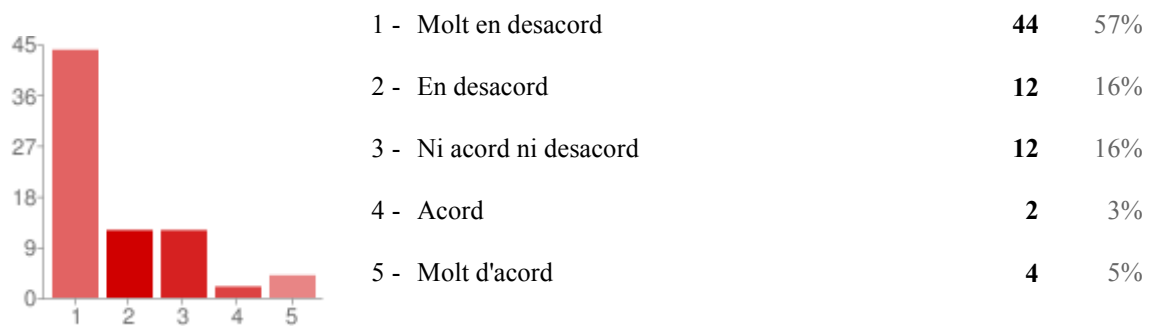 45
36
27
18
9
0
1 2 3 4 5
1 - Molt en desacord 44 57%
2 - En desacord 12 16%
3 - Ni acord ni desacord 12 16%
4 - Acord 2 3%
5 - Molt d'acord 4 5%